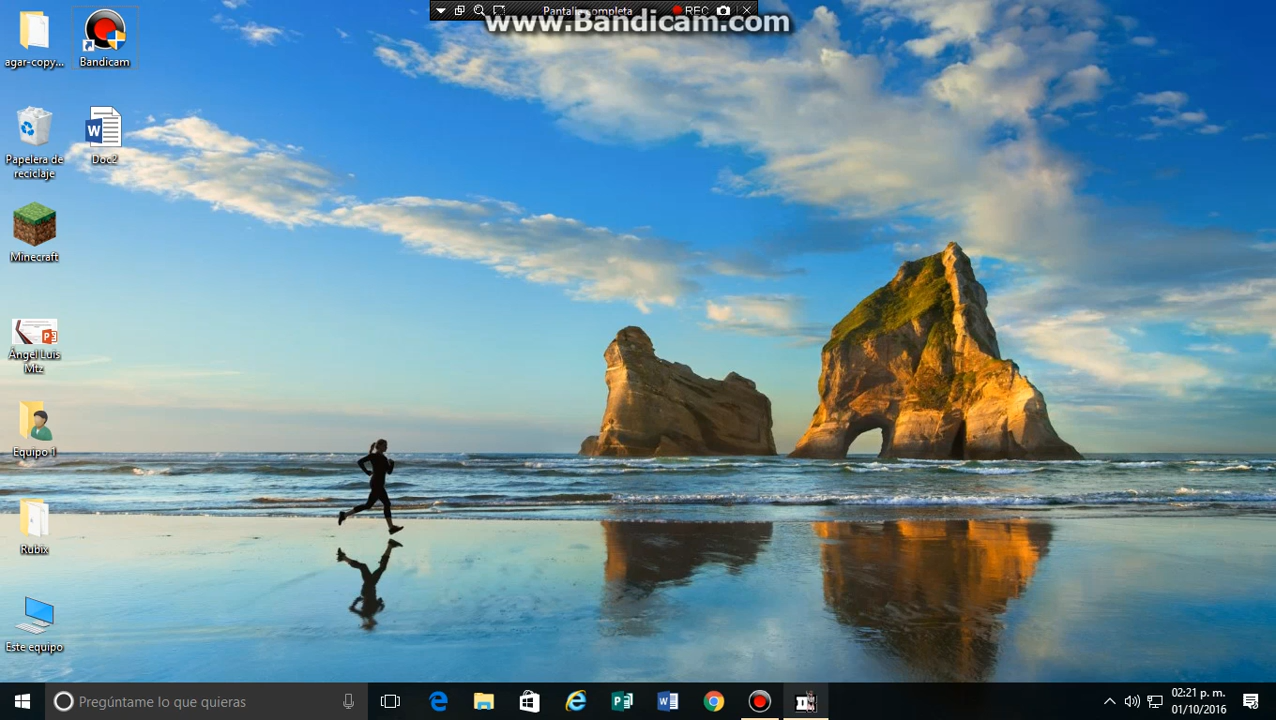 Pantalla completa
REC
www.Bandicam.com
agar-copy...
Bandicam
Papelera de
reciclaje
Doc2
Minecraft
Ángel Luis
Mtz
Equipo 1
Rubix
Este equipo
Pregúntame lo que quieras
02:21 p. m.
01/10/2016